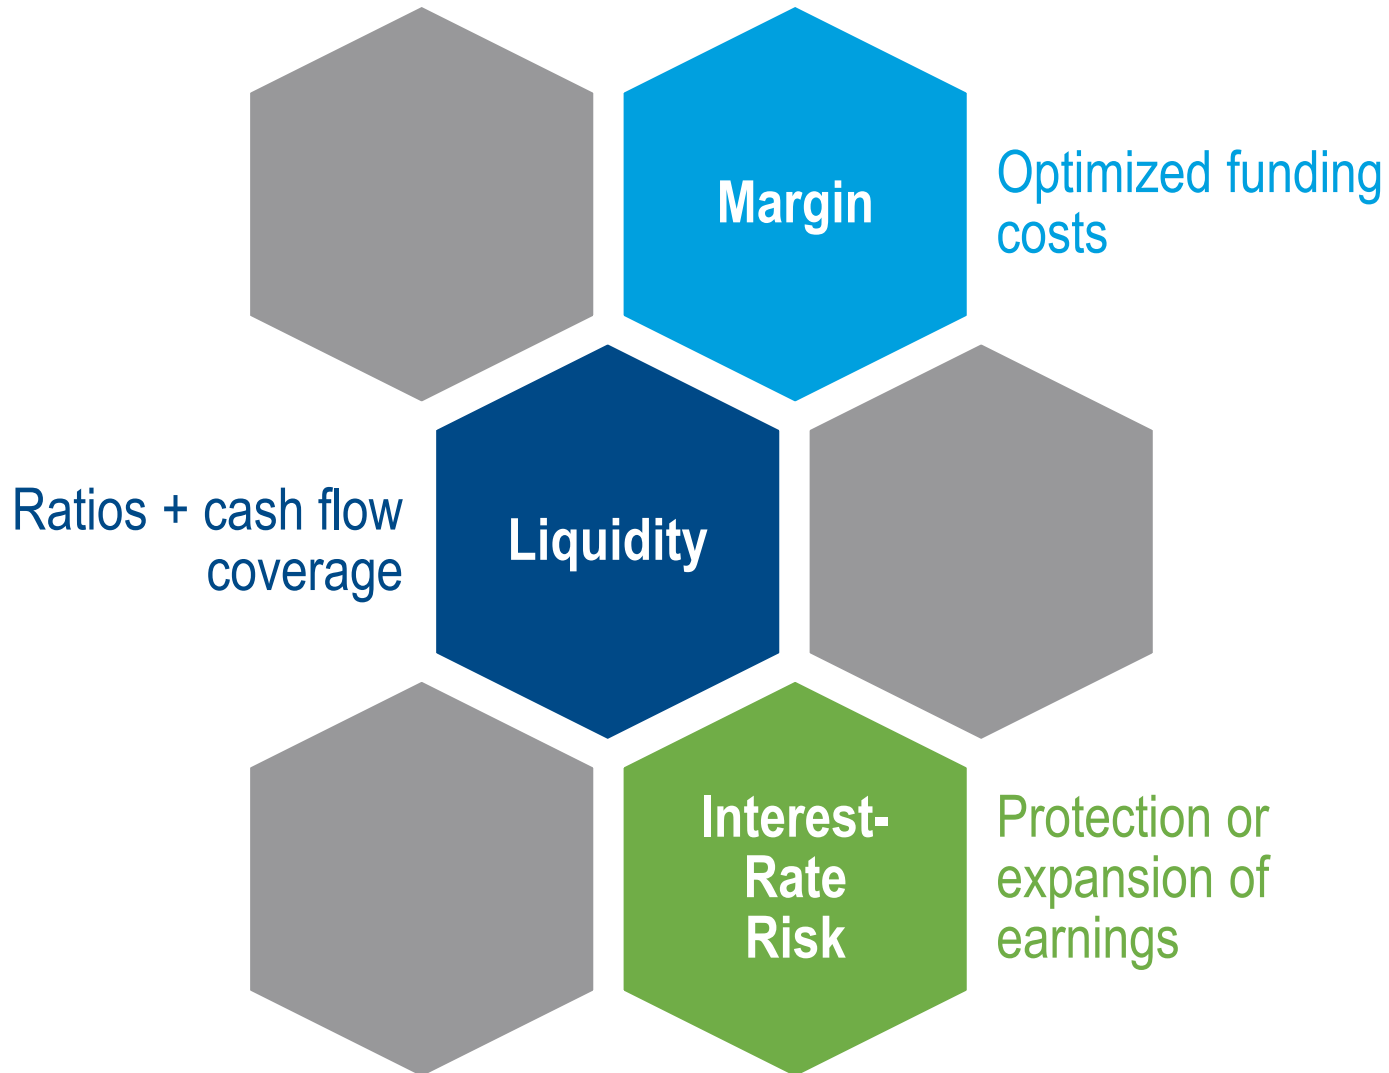 Margin
Optimized funding
costs
Ratios + cash flow
coverage
Liquidity
Interest-
Rate
Risk
Protection or
expansion of
earnings